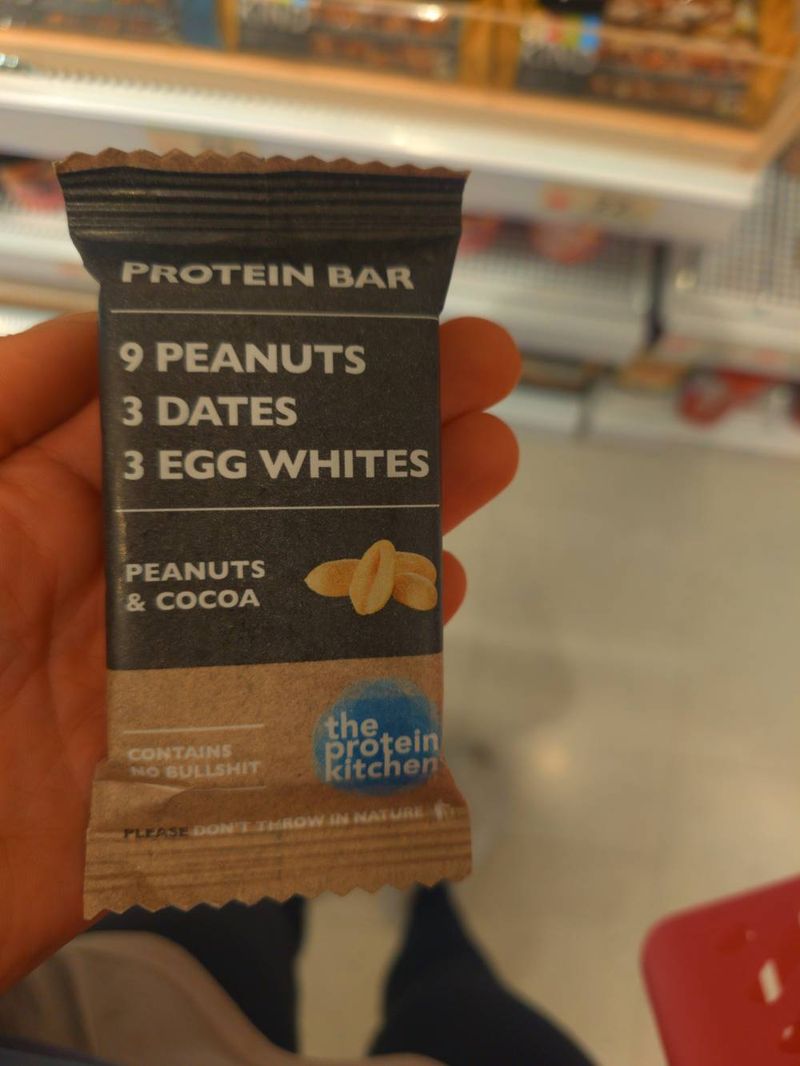 PROTEIN BAR
9 PEANUTS
3 DATES
3 EGG WHITES
PEANUTS
& COCOA
the
protein
kitchen
CONTAINS
NO BULLSHIT
PLEASE DON'T THROW IN NATURE